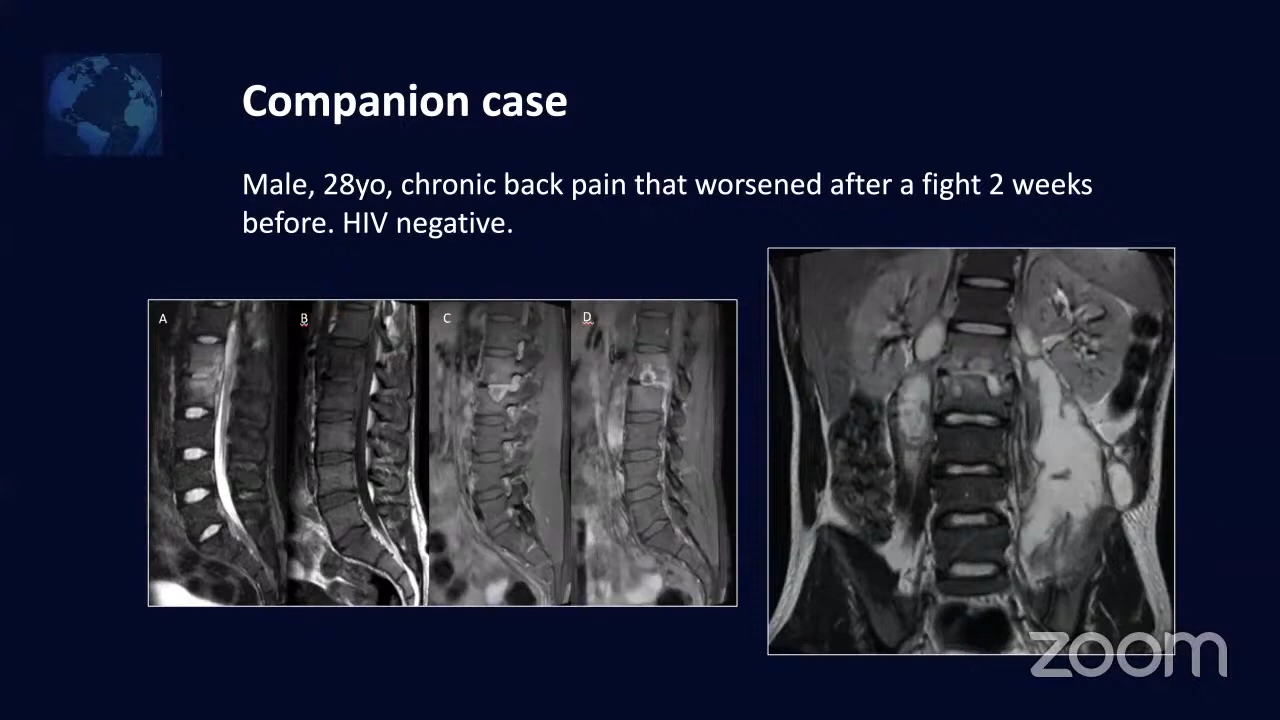 Companion case
Male, 28yo, chronic back pain that worsened after a fight 2 weeks
before. HIV negative.
A
B
C
D
zoom